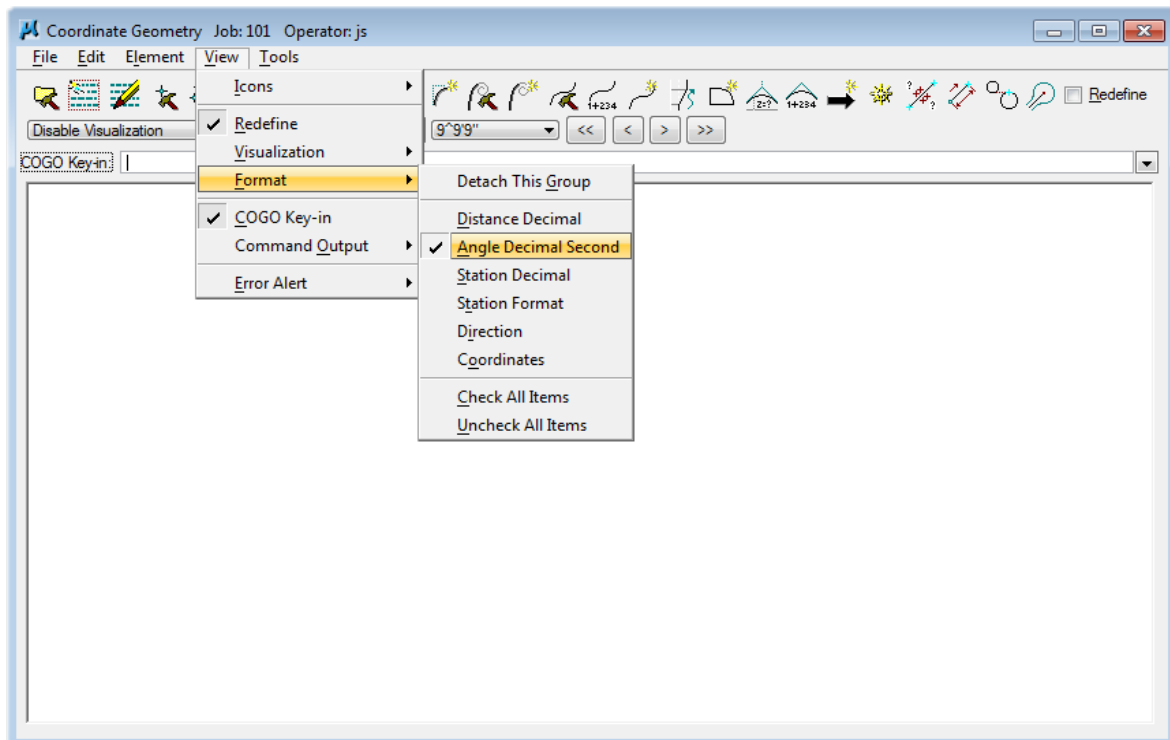 Coordinate Geometry Job: 101 Operator: js
File Edit Element View Tools
Icons
Redefine
Visualization
Format
COGO Key-in
Command Output
Error Alert
1+234
Z:?
1+234
Redefine
Disable Visualization
9^9'9"
<< < > >>
COGO Key-in:
Detach This Group
Distance Decimal
Angle Decimal Second
Station Decimal
Station Format
Direction
Coordinates
Check All Items
Uncheck All Items